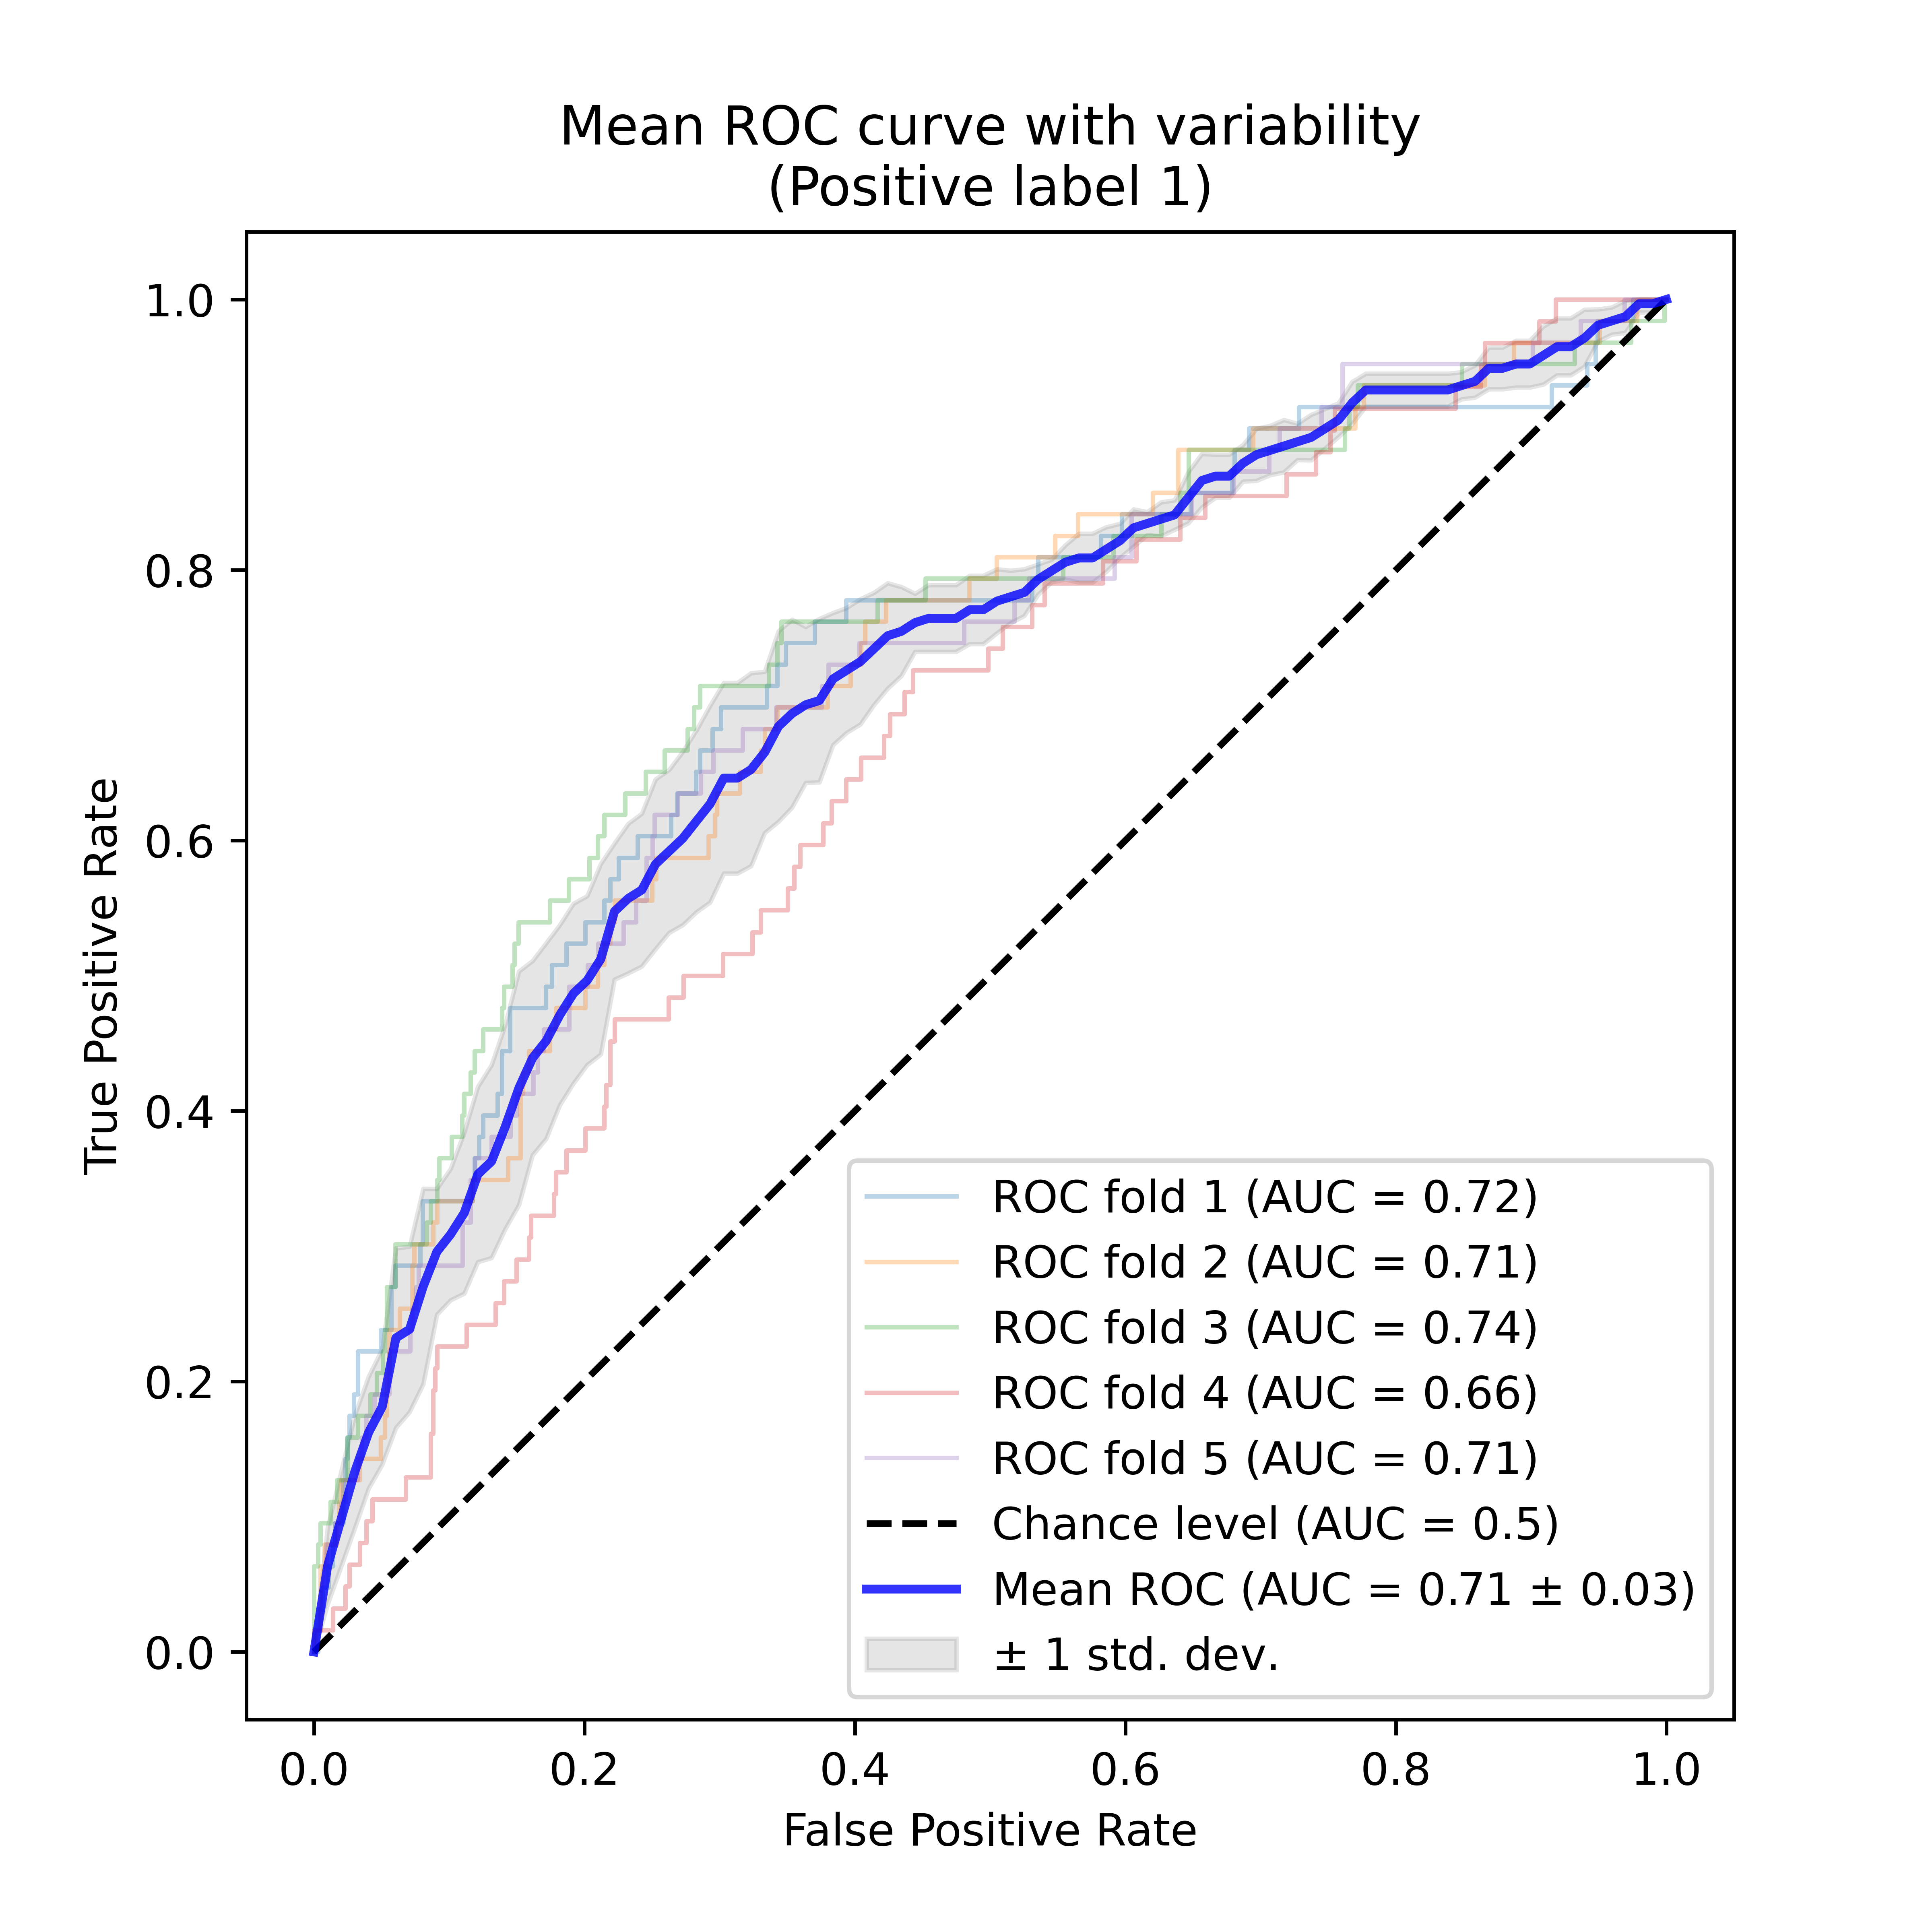 Mean ROC curve with variability
(Positive label 1)
1.0
0.8
0.6
0.4
0.2
0.0
True Positive Rate
ROC fold 1 (AUC = 0.72)
ROC fold 2 (AUC = 0.71)
ROC fold 3 (AUC = 0.74)
ROC fold 4 (AUC = 0.66)
ROC fold 5 (AUC = 0.71)
Chance level (AUC = 0.5)
Mean ROC (AUC = 0.71 ± 0.03)
± 1 std. dev.
0.0 0.2 0.4 0.6 0.8 1.0
False Positive Rate